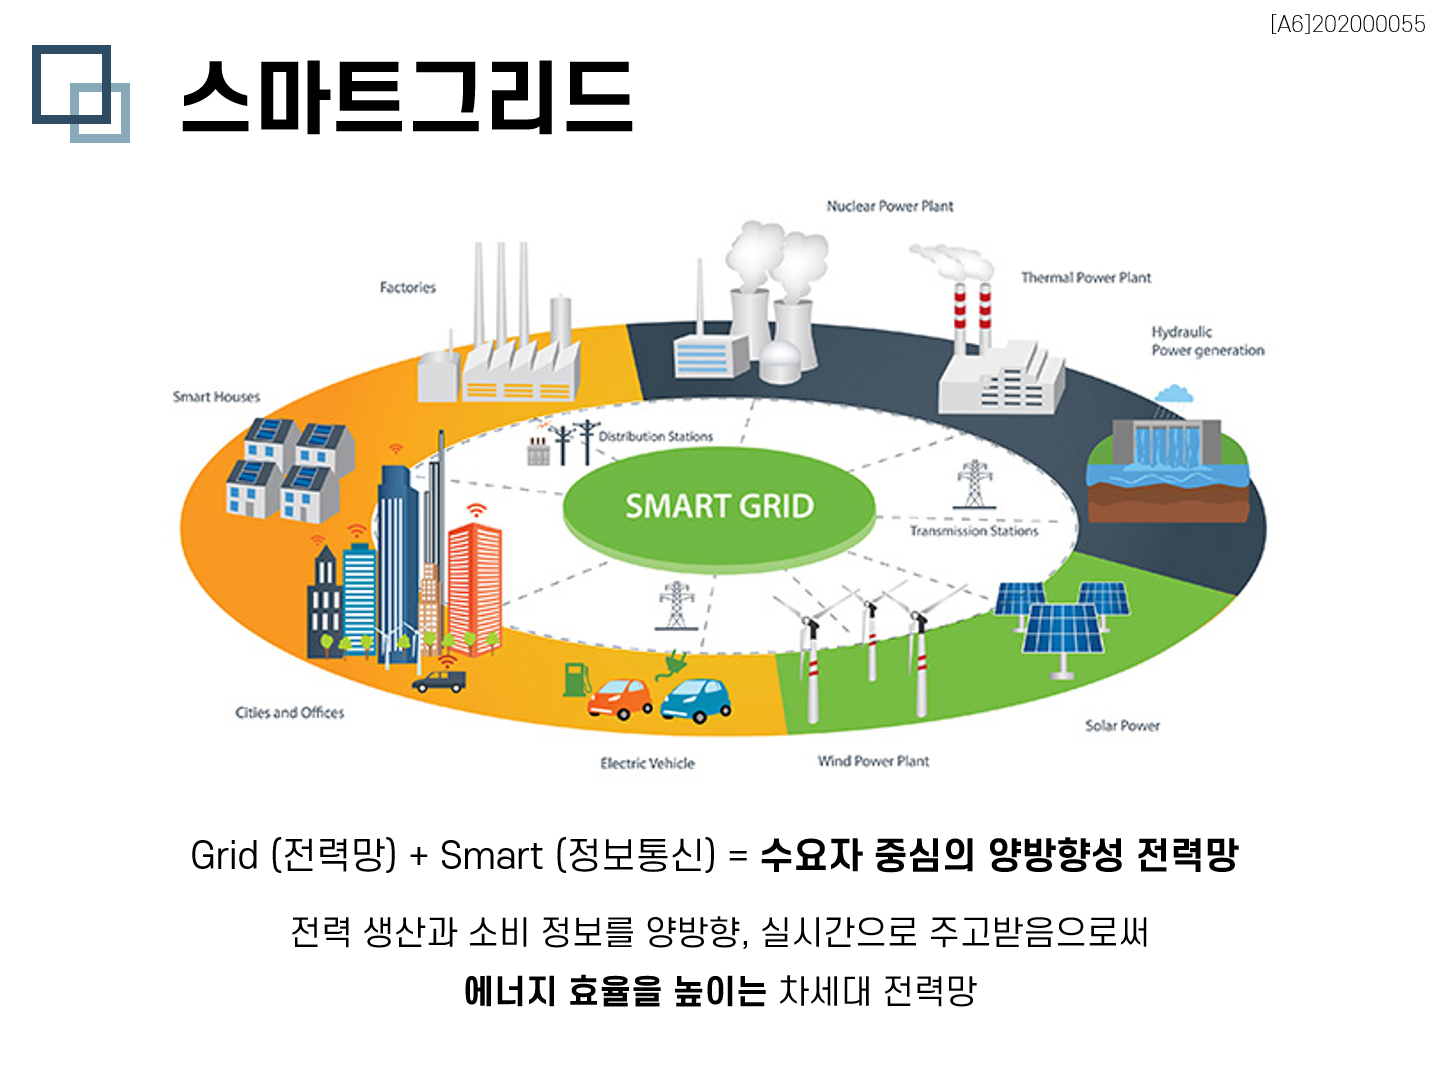 [A6]202000055
스마트그리드
Nuclear Power Plant
Factories
Thermal Power Plant
Hydraulic
Power generation
Smart Houses
Distribution Stations
SMART GRID
Transmission Stations
Cities and Offices
Solar Power
Electric Vehicle
Wind Power Plant
Grid (전력망) + Smart (정보통신) = 수요자 중심의 양방향성 전력망
전력 생산과 소비 정보를 양방향, 실시간으로 주고받음으로써
에너지 효율을 높이는 차세대 전력망